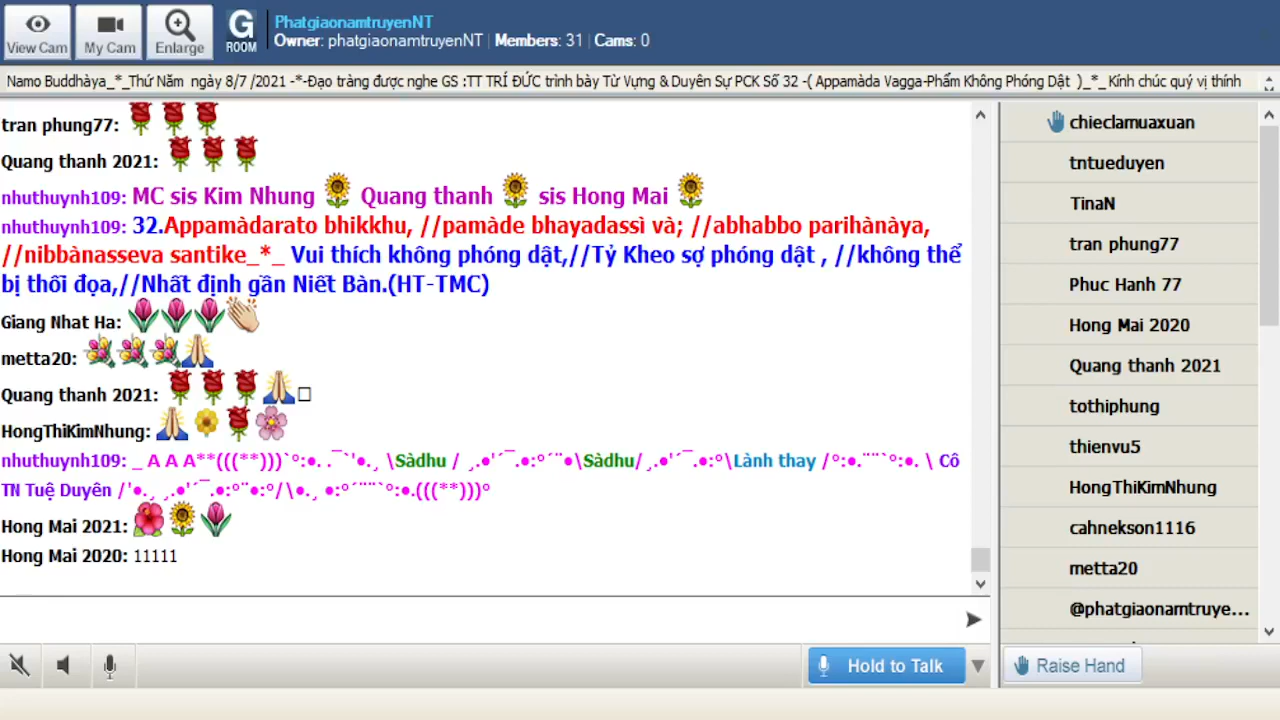 View Cam
My Cam
Enlarge
G
ROOM
PhatgiaonamtruyenNT
Owner: phatgiaonamtruyenNT | Members: 31 | Cams: 0
Namo Buddhàya_*_Thứ Năm ngày 8/7 /2021 -*-Đạo tràng được nghe GS :TT TRÍ ĐỨC trình bày Từ Vựng & Duyên Sự PCK Số 32 -( Appamàda Vagga-Phẩm Không Phóng Dật )_*_ Kính chúc quý vị thính
tran phung77:
Quang thanh 2021:
nhuthuynh109: MC sis Kim Nhung 🌻 Quang thanh 🌻 sis Hong Mai 🌻
nhuthuynh109: 32.Appamàdarato bhikkhu, //pamàde bhayadassì và; //abhabbo parihànàya,
//nibbànasseva santike_*_ Vui thích không phóng dật,//Tỷ Kheo sợ phóng dật , //không thể
bị thối đọa,//Nhất định gần Niết Bàn.(HT-TMC)
Giang Nhat Ha:
metta20:
Quang thanh 2021:
HongThiKimNhung:
nhuthuynh109: _ A A A**(((**)))`°:•. .¯`'•.¸ \Sàdhu / ¸.•'´¯.•:°´¨•\Sàdhu/ ¸.•'´¯.•:°\Lành thay /°:•.¨¨`°:•. \ Cô
TN Tuệ Duyên /'•.¸ ¸.•'´¯.•:°¨•:°/\•.¸ •:°´¨¨`°:•.(((**)))°
Hong Mai 2021:
Hong Mai 2020: 11111
Hold to Talk
chieclamuaxuan
tntueduyen
TinaN
tran phung77
Phuc Hanh 77
Hong Mai 2020
Quang thanh 2021
tothiphung
thienvu5
HongThiKimNhung
cahnekson1116
metta20
@phatgiaonamtruye...
Raise Hand